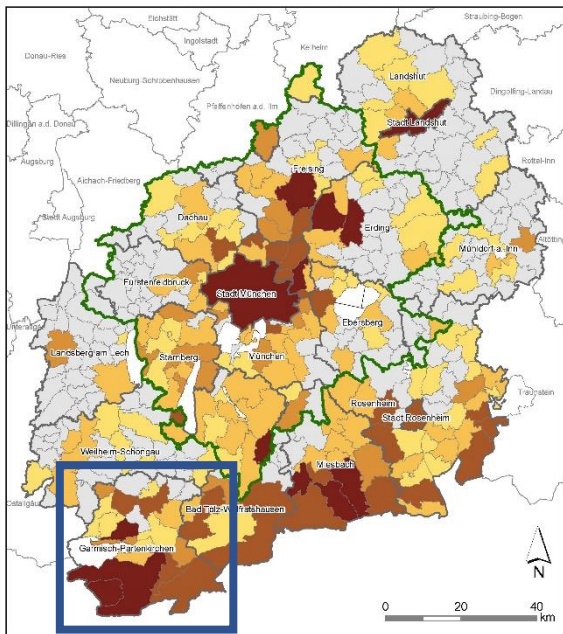 Eichstätt
Straubing-Bogen
Ingolstadt
Donau-Ries
Kelheim
Landshut
Neuburg-Schrobenhausen
Dingolfing-Landau
Pfaffenhofen a.d. Ilm
Stadt Landshut
Dillingen a.d. Donau
Rottal-Inn
Augsburg
Freising
Aichach-Friedberg
Stadt Augsburg
Dachau
Erding
Mühldorf a. Inn
Altötting
Fürstenfeldbruck
Stadt München
Ebersberg
Landsberg am Lech
Starnberg
München
Traunstein
Rosenheim
Stadt Rosenheim
Weilheim-Schongau
Miesbach
Bad Tölz-Wolfratshausen
Garmisch-Partenkirchen
N
0 20 40
km